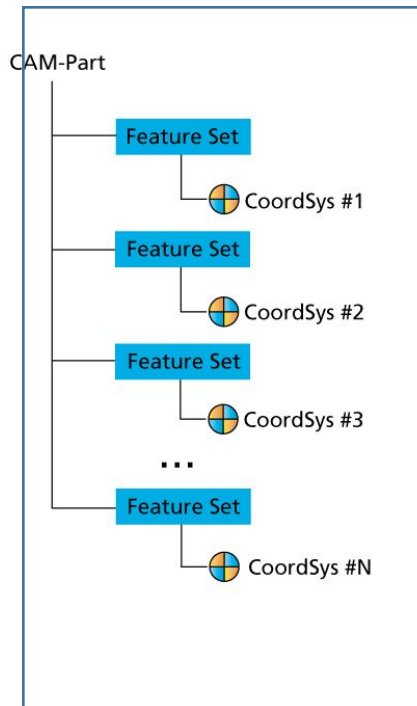 CAM-Part
Feature Set
CoordSys #1
Feature Set
CoordSys #2
Feature Set
CoordSys #3
...
Feature Set
CoordSys #N